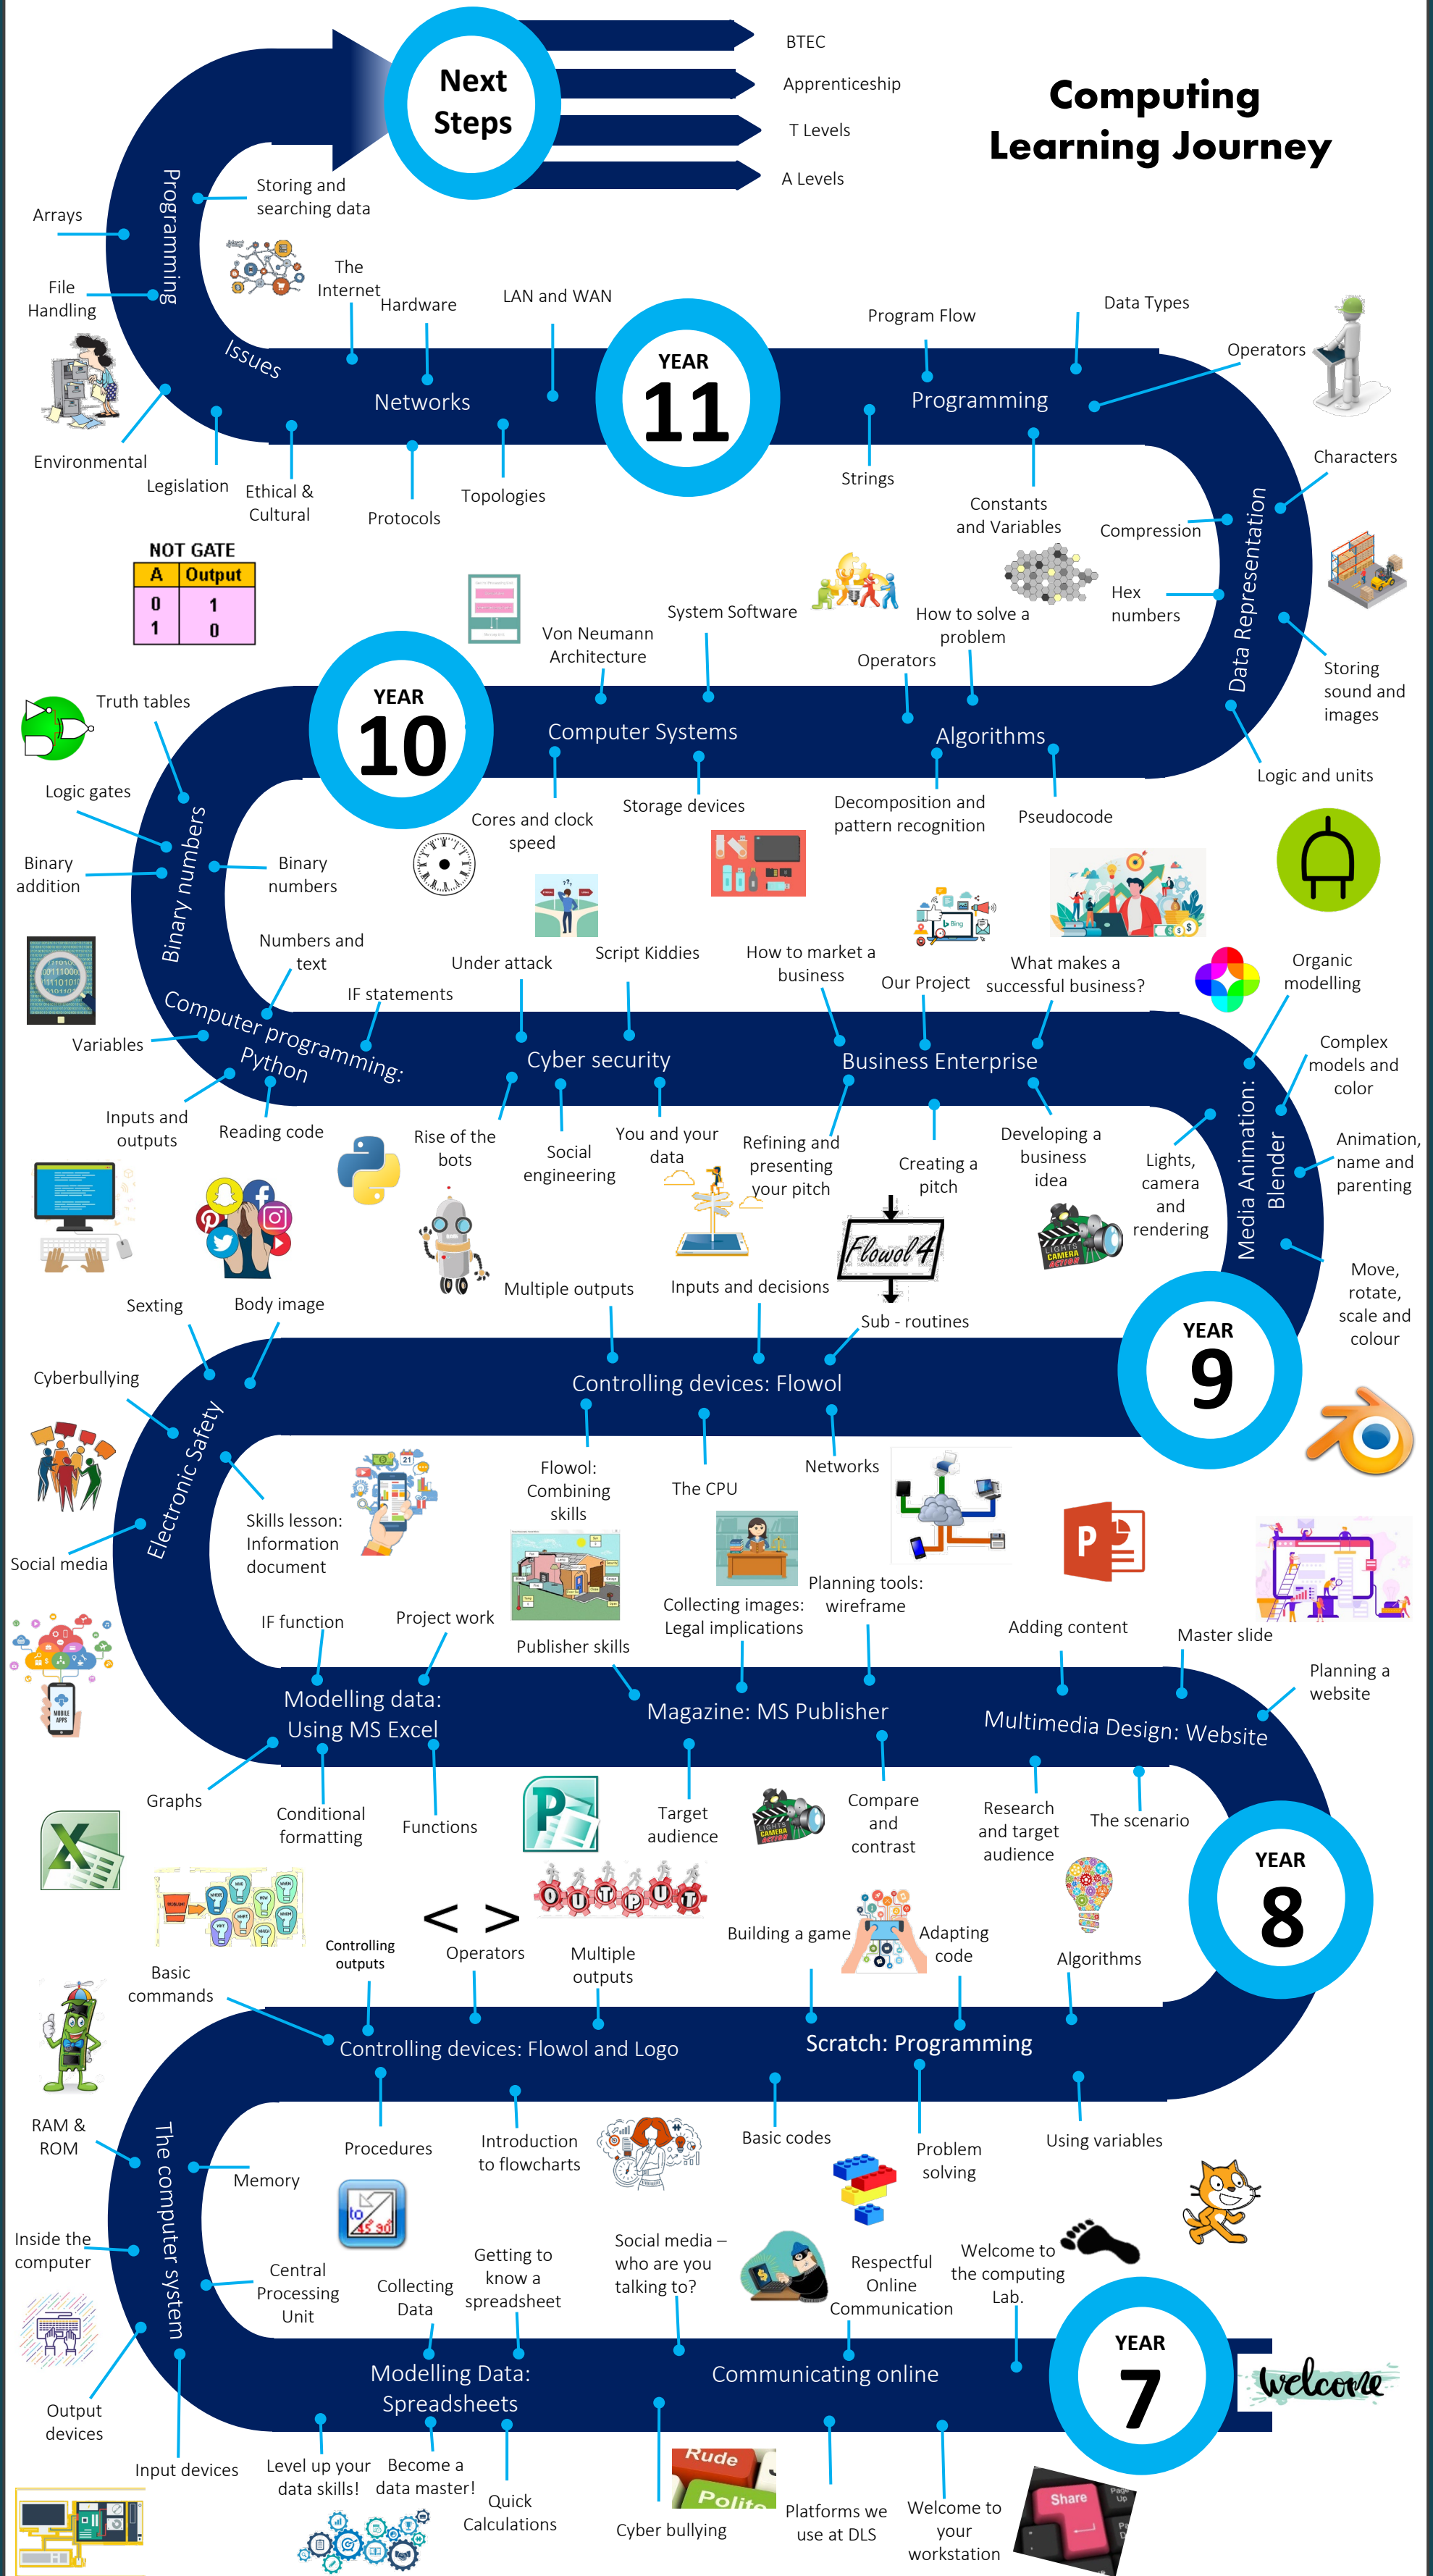 Computing
Learning Journey
Next
Steps
BTEC
Apprenticeship
T Levels
A Levels
Programming
Storing and
searching data
Arrays
File
Handling
Issues
The
Internet
Hardware
LAN and WAN
Networks
Environmental
Legislation
Ethical &
Cultural
Protocols
Topologies
YEAR
11
Program Flow
Data Types
Operators
Programming
Strings
Constants
and Variables
Characters
Compression
Hex
numbers
Data Representation
Storing
sound and
images
Logic and units
NOT GATE
A Output
0 1
1 0
Von Neumann
Architecture
System Software
How to solve a
problem
Operators
YEAR
10
Computer Systems
Algorithms
Cores and clock
speed
Storage devices
Decomposition and
pattern recognition
Pseudocode
Truth tables
Logic gates
Binary
addition
Binary numbers
Binary
numbers
Numbers and
text
IF statements
Variables
Computer programming:
Python
Inputs and
outputs
Reading code
Under attack
Script Kiddies
Cyber security
Rise of the
bots
Social
engineering
You and your
data
How to market a
business
Our Project
What makes a
successful business?
Bing
Business Enterprise
Refining and
presenting
your pitch
Creating a
pitch
Developing a
business
idea
Organic
modelling
Complex
models and
color
Media Animation:
Blender
Animation,
name and
parenting
Lights,
camera
and
rendering
Move,
rotate,
scale and
colour
LIGHTS
CAMERA
ACTION
Flowol 4
YEAR
9
Multiple outputs
Inputs and decisions
Sub - routines
Controlling devices: Flowol
Flowol:
Combining
skills
The CPU
Networks
Sexting
Body image
Cyberbullying
Electronic Safety
Social media
Skills lesson:
Information
document
21
MOBILE
APPS
IF function
Project work
Modelling data:
Using MS Excel
Graphs
Conditional
formatting
Functions
Publisher skills
Collecting images:
Legal implications
Planning tools:
wireframe
Magazine: MS Publisher
Target
audience
Compare
and
contrast
P
Adding content
Master slide
Planning a
website
Multimedia Design: Website
Research
and target
audience
The scenario
X
P
LIGHTS
CAMERA
ACTION
YEAR
8
OUTPUT
< >
Basic
commands
Controlling
outputs
Operators
Multiple
outputs
Controlling devices: Flowol and Logo
Procedures
Introduction
to flowcharts
Building a game
Adapting
code
Algorithms
Scratch: Programming
Basic codes
Problem
solving
Using variables
RAM &
ROM
Memory
The computer system
Inside the
computer
Central
Processing
Unit
Output
devices
Input devices
to
45 90
Collecting
Data
Getting to
know a
spreadsheet
Modelling Data:
Spreadsheets
Level up your
data skills!
Become a
data master!
Quick
Calculations
Social media –
who are you
talking to?
Respectful
Online
Communication
Welcome to
the computing
Lab.
Communicating online
Cyber bullying
Platforms we
use at DLS
Welcome to
your
workstation
YEAR
7
welcome
Rude
Polite
Share
Page
Up